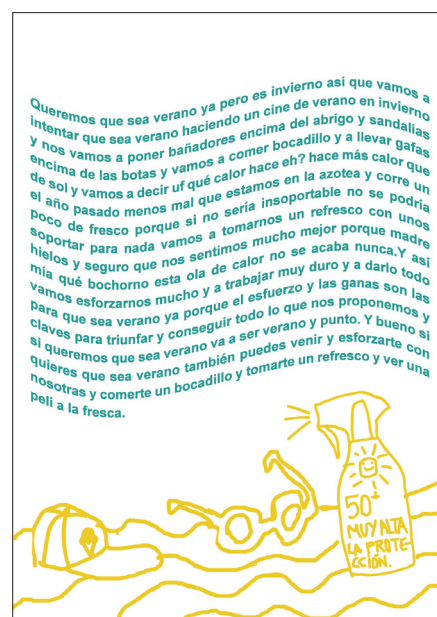 Queremos que sea verano ya pero es invierno así que vamos a
intentar que sea verano haciendo un cine de verano en invierno
y nos vamos a poner bañadores encima del abrigo y sandalias
encima de las botas y vamos a comer bocadillo y a llevar gafas
de sol y vamos a decir uf qué calor hace eh? hace más calor que
el año pasado menos mal que estamos en la azotea y corre un
poco de fresco porque si no sería insoportable no se podría
soportar para nada vamos a tomarnos un refresco con unos
hielos y seguro que nos sentimos mucho mejor porque madre
mía qué bochorno esta ola de calor no se acaba nunca.Y asi
vamos esforzarnos mucho y a trabajar muy duro y a darlo todo
para que sea verano ya porque el esfuerzo y las ganas son las
claves para triunfar y conseguir todo lo que nos proponemos y
si queremos que sea verano va a ser verano y punto. Y bueno si
quieres que sea verano también puedes venir y esforzarte con
nosotras y comerte un bocadillo y tomarte un refresco y ver una
peli a la fresca.
50+
MUY ALTA
LA PROTE-
CCIÓN.